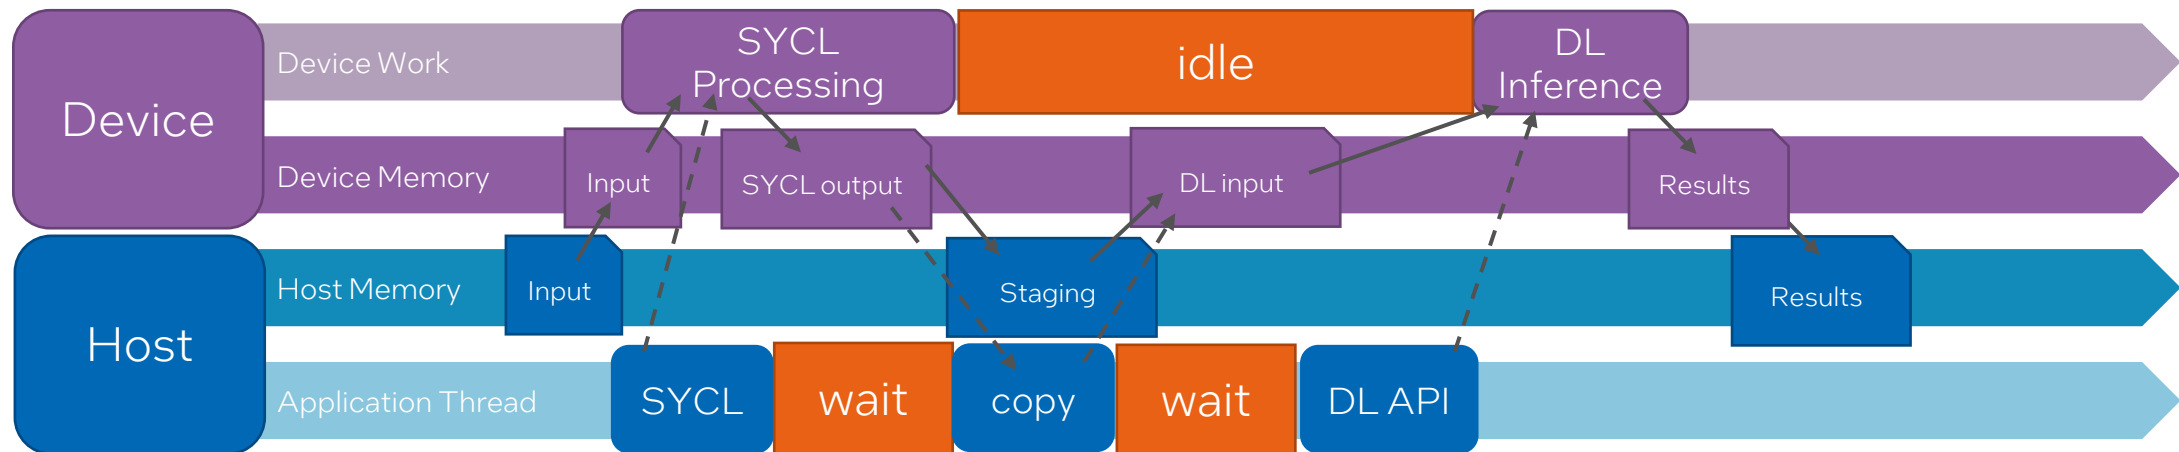 Device
Device Work
SYCL
Processing
idle
DL
Inference
Device Memory
Input
SYCL output
DL input
Results
Host
Host Memory
Input
Staging
Results
Application Thread
SYCL
wait
copy
wait
DL API